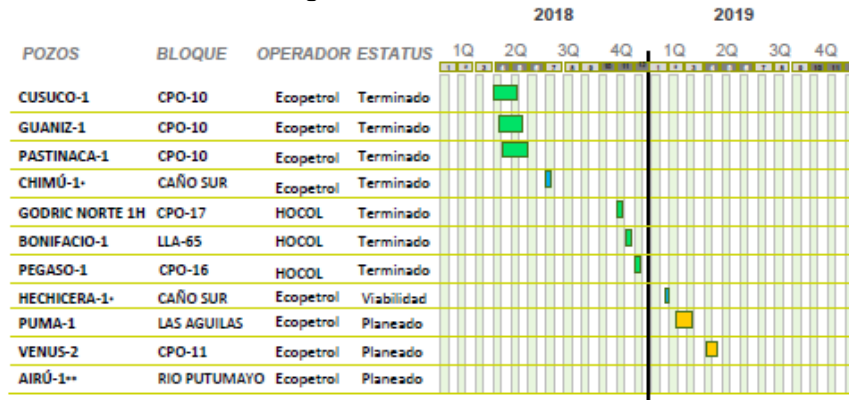 2018 2019
POZOS BLOQUE OPERADOR ESTATUS 1Q 2Q 3Q 4Q 1Q 2Q 3Q 4Q
CUSUCO-1 CPO-10 Ecopetrol Terminado
GUANIZ-1 CPO-10 Ecopetrol Terminado
PASTINACA-1 CPO-10 Ecopetrol Terminado
CHIMÚ-1* CAÑO SUR Ecopetrol Terminado
GODRIC NORTE 1H CPO-17 HOCOL Terminado
BONIFACIO-1 LLA-65 HOCOL Terminado
PEGASO-1 CPO-16 HOCOL Terminado
HECHICERA-1* CAÑO SUR Ecopetrol Viabilidad
PUMA-1 LAS AGUILAS Ecopetrol Planeado
VENUS-2 CPO-11 Ecopetrol Planeado
AIRÚ-1** RIO PUTUMAYO Ecopetrol Planeado